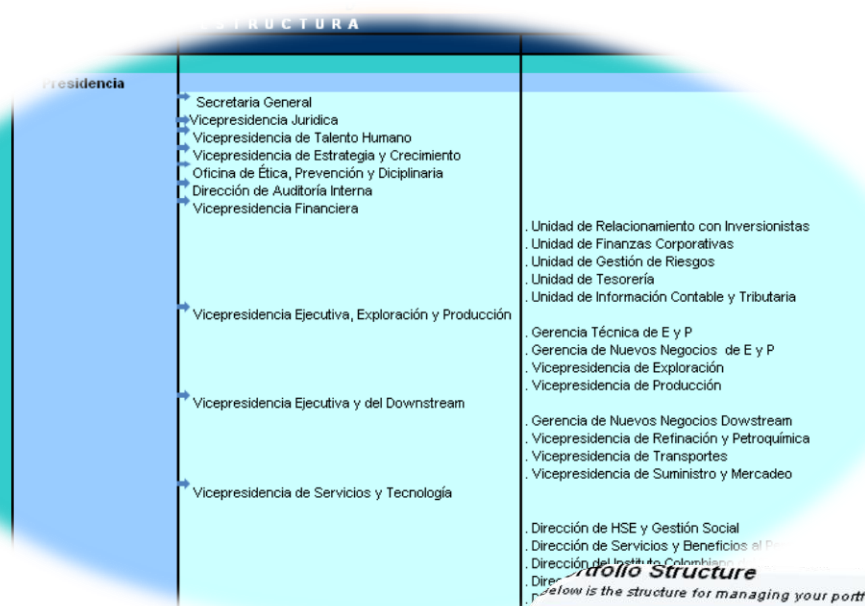 STRUCTURA
Presidencia
Secretaria General
Vicepresidencia Juridica
Vicepresidencia de Talento Humano
Vicepresidencia de Estrategia y Crecimiento
Oficina de Ética, Prevención y Diciplinaria
Dirección de Auditoría Interna
Vicepresidencia Financiera
. Unidad de Relacionamiento con Inversionistas
. Unidad de Finanzas Corporativas
. Unidad de Gestión de Riesgos
. Unidad de Tesorería
. Unidad de Información Contable y Tributaria
Vicepresidencia Ejecutiva, Exploración y Producción
. Gerencia Técnica de E y P
. Gerencia de Nuevos Negocios de E y P
. Vicepresidencia de Exploración
. Vicepresidencia de Producción
Vicepresidencia Ejecutiva y del Downstream
. Gerencia de Nuevos Negocios Dowstream
. Vicepresidencia de Refinación y Petroquímica
. Vicepresidencia de Transportes
. Vicepresidencia de Suministro y Mercadeo
Vicepresidencia de Servicios y Tecnología
. Dirección de HSE y Gestión Social
. Dirección de Servicios y Beneficios al
. Dirección del Instituto Colombiano
Structure
elow is the structure for managing your